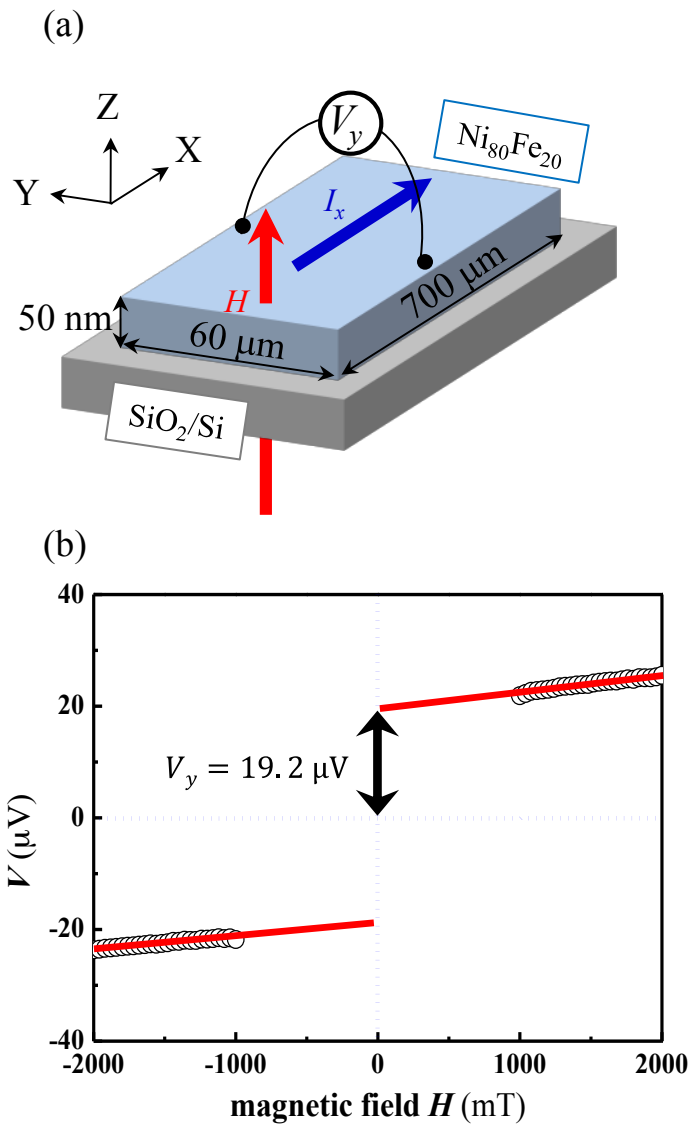 (a)
Z
X
Y
V_y
Ni₈₀Fe₂₀
I_x
H
50 nm
60 μm
700 μm
SiO₂/Si
(b)
40
20
V_y = 19.2 μV
0
-20
-40
V (μV)
-2000 -1000 0 1000 2000
magnetic field H (mT)